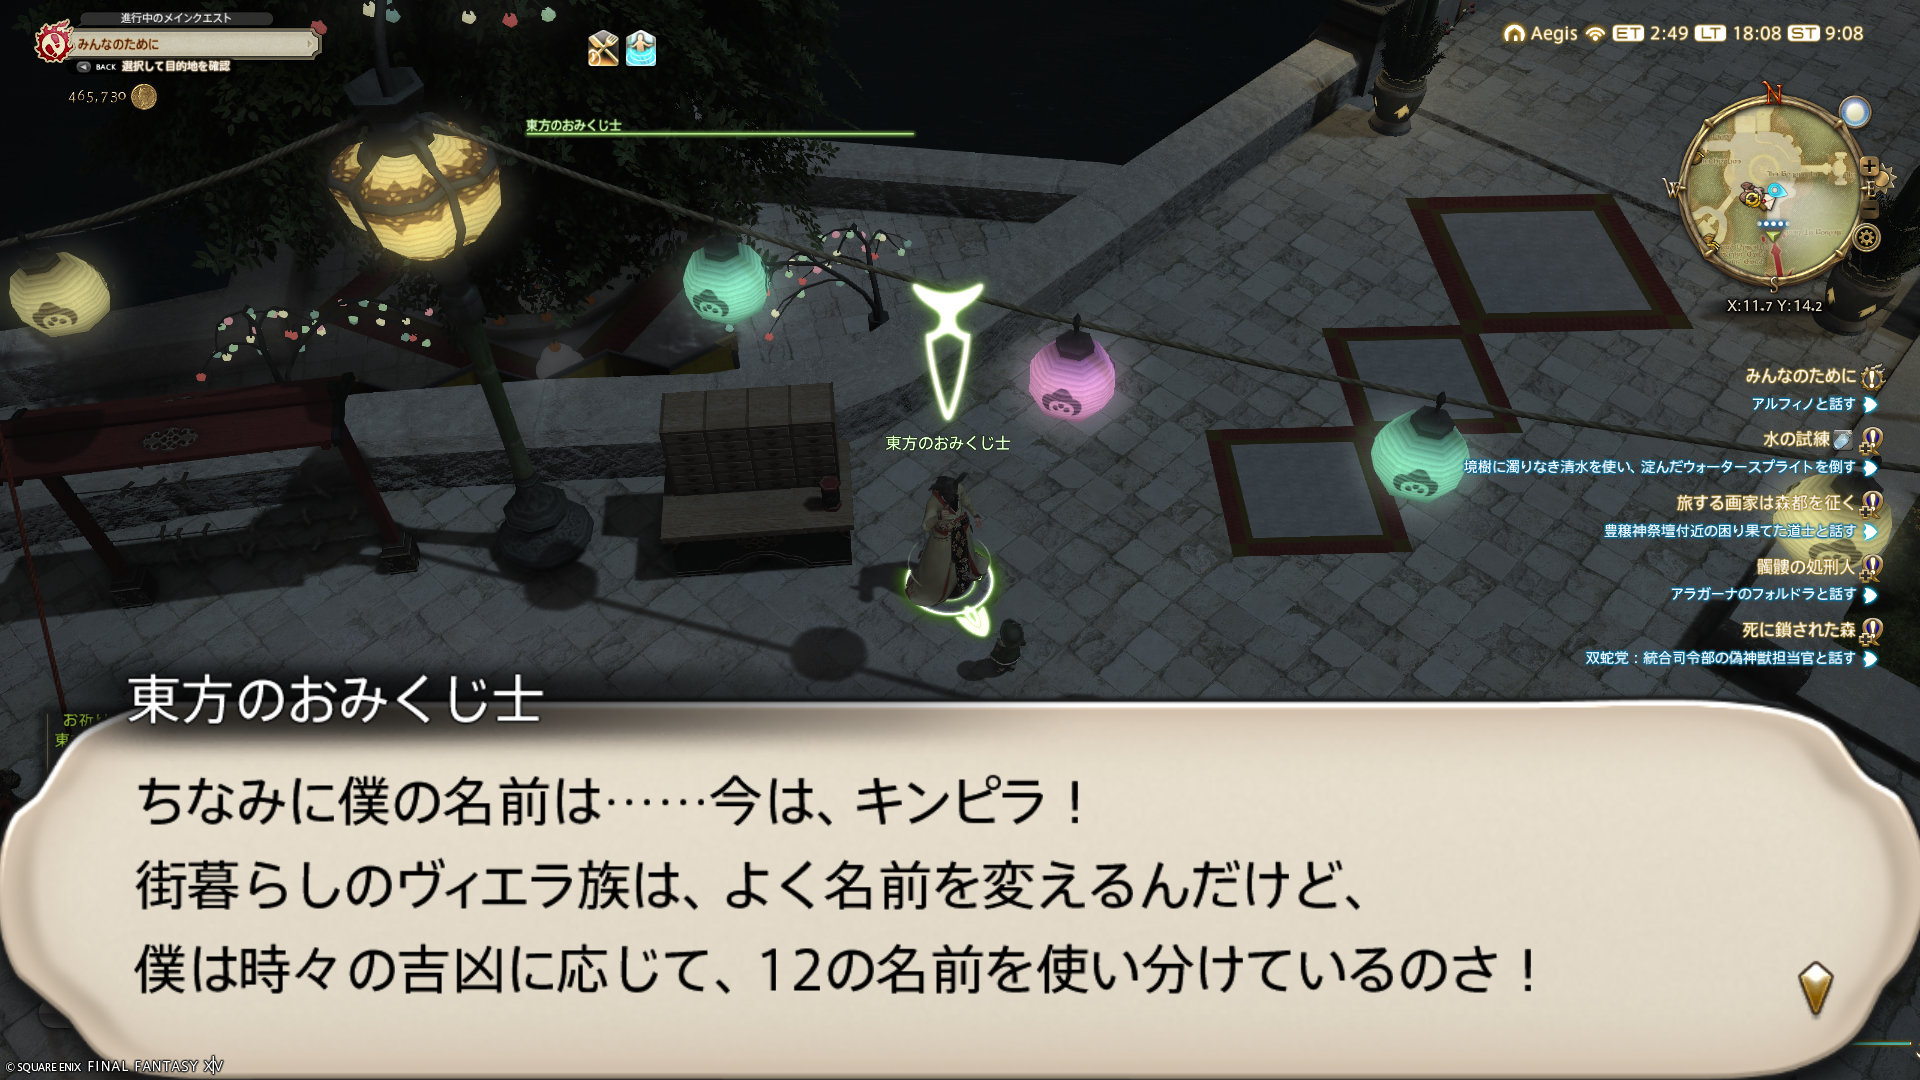 進行中のメインクエスト
みんなのために
BACK 選択して目的地を確認
465,730
東方のおみくじ士
Aegis ET 2:49 LT 18:08 ST 9:08
N
W
E
S
X:11.7 Y:14.2
みんなのために
アルフィノと話す
水の試練
境樹に濁りなき清水を使い、淀んだウォータースプライトを倒す
旅する画家は森都を征く
豊穣神祭壇付近の困り果てた道士と話す
髑髏の処刑人
アラガーナのフォルドラと話す
死に鎖された森
双蛇党：統合司令部の偽神獣担当官と話す
東方のおみくじ士
お祈り
東
東方のおみくじ士
ちなみに僕の名前は……今は、キンピラ！
街暮らしのヴィエラ族は、よく名前を変えるんだけど、
僕は時々の吉凶に応じて、12の名前を使い分けているのさ！
© SQUARE ENIX FINAL FANTASY XIV